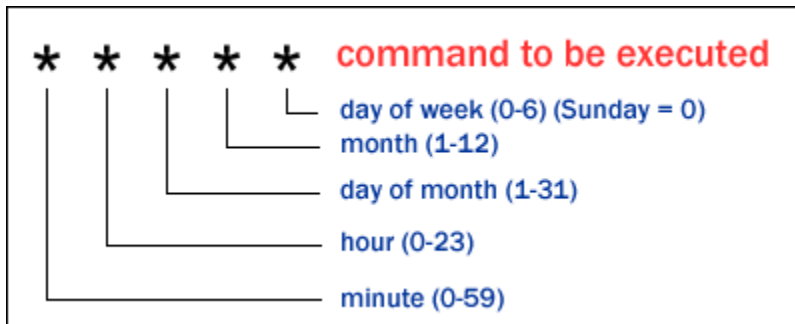 * * * * * command to be executed
day of week (0-6) (Sunday = 0)
month (1-12)
day of month (1-31)
hour (0-23)
minute (0-59)